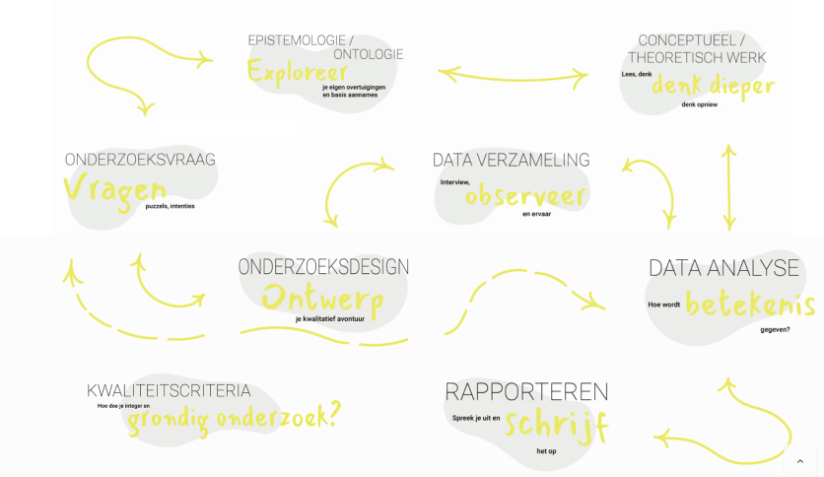 EPISTEMOLOGIE /
ONTOLOGIE
Exploreer
je eigen overtuigingen
en basis aannames
CONCEPTUEEL /
THEORETISCH WERK
Lees, denk
denk dieper
denk opniew
ONDERZOEKSVRAAG
Vragen
puzzels, intenties
DATA VERZAMELING
Interview,
observeer
en ervaar
ONDERZOEKSDESIGN
Ontwerp
je kwalitatief avontuur
DATA ANALYSE
Hoe wordt betekenis
gegeven?
KWALITEITSCRITERIA
Hoe doe je integer en
grondig onderzoek?
RAPPORTEREN
Spreek je uit en schrijf
het op